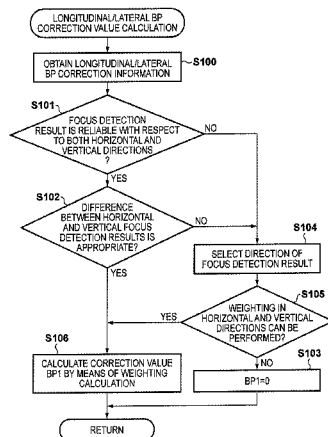 LONGITUDINAL/LATERAL BP
CORRECTION VALUE CALCULATION
S100
OBTAIN LONGITUDINAL/LATERAL
BP CORRECTION INFORMATION
S101
FOCUS DETECTION
RESULT IS RELIABLE WITH RESPECT
TO BOTH HORIZONTAL AND
VERTICAL DIRECTIONS
?
NO
YES
S102
DIFFERENCE
BETWEEN HORIZONTAL
AND VERTICAL FOCUS
DETECTION RESULTS IS
APPROPRIATE?
NO
YES
S104
SELECT DIRECTION OF
FOCUS DETECTION RESULT
S105
WEIGHTING IN
HORIZONTAL AND VERTICAL
DIRECTIONS CAN BE
PERFORMED?
YES
NO
S106
CALCULATE CORRECTION VALUE
BP1 BY MEANS OF WEIGHTING
CALCULATION
S103
BP1=0
RETURN